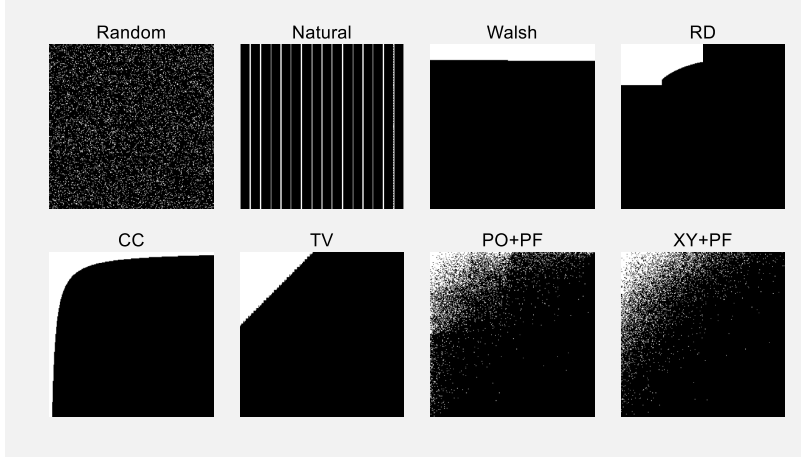 Random
Natural
Walsh
RD
CC
TV
PO+PF
XY+PF